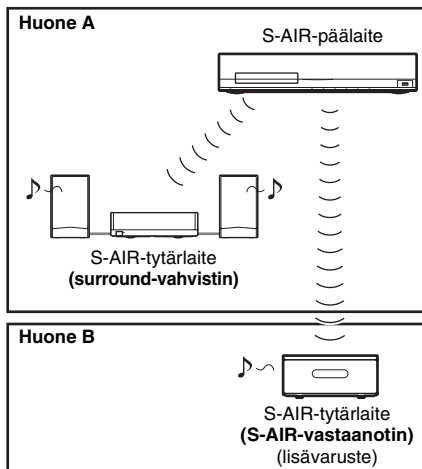 Huone A
S-AIR-päälaite
S-AIR-tytärlaite
(surround-vahvistin)
Huone B
S-AIR-tytärlaite
(S-AIR-vastaanotin)
(lisävaruste)